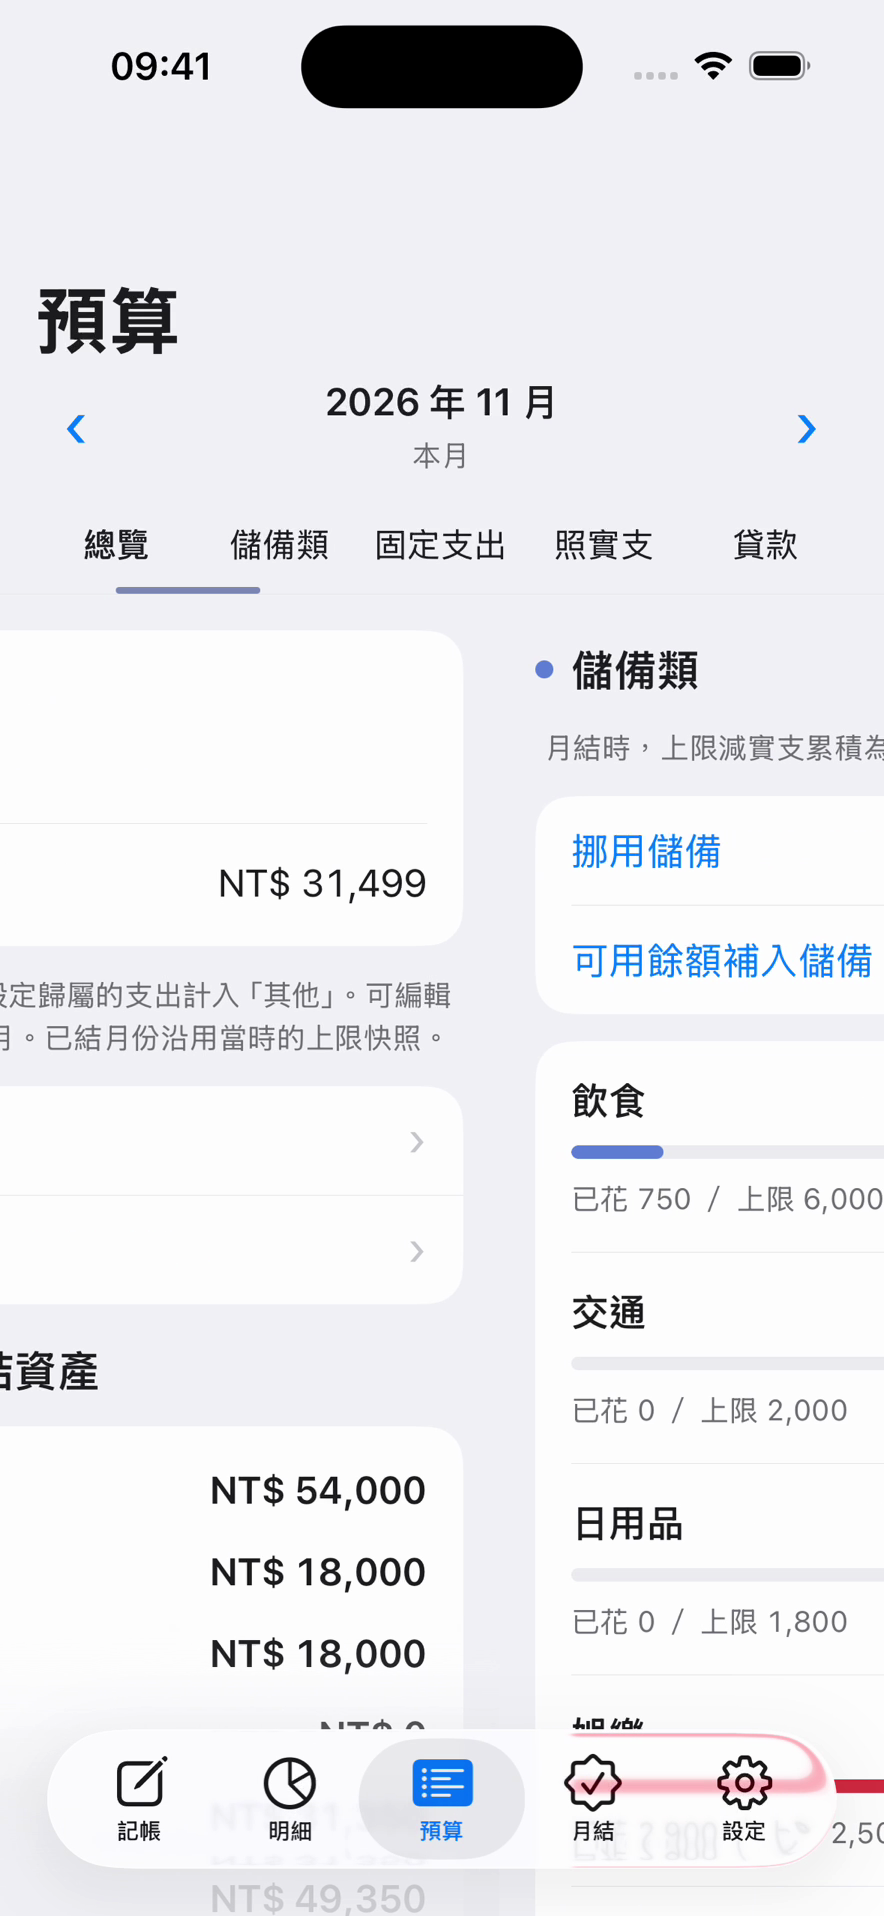 09:41
預算
2026 年 11 月
本月
總覽
儲備類
固定支出
照實支
貸款
NT$ 31,499
定歸屬的支出計入「其他」。可編輯
。已結月份沿用當時的上限快照。
資產
NT$ 54,000
NT$ 18,000
NT$ 18,000
NT$ 0
NT$ 49,350
儲備類
月結時，上限減實支累積為
挪用儲備
可用餘額補入儲備
飲食
已花 750 / 上限 6,000
交通
已花 0 / 上限 2,000
日用品
已花 0 / 上限 1,800
娛樂
記帳
明細
預算
月結
設定